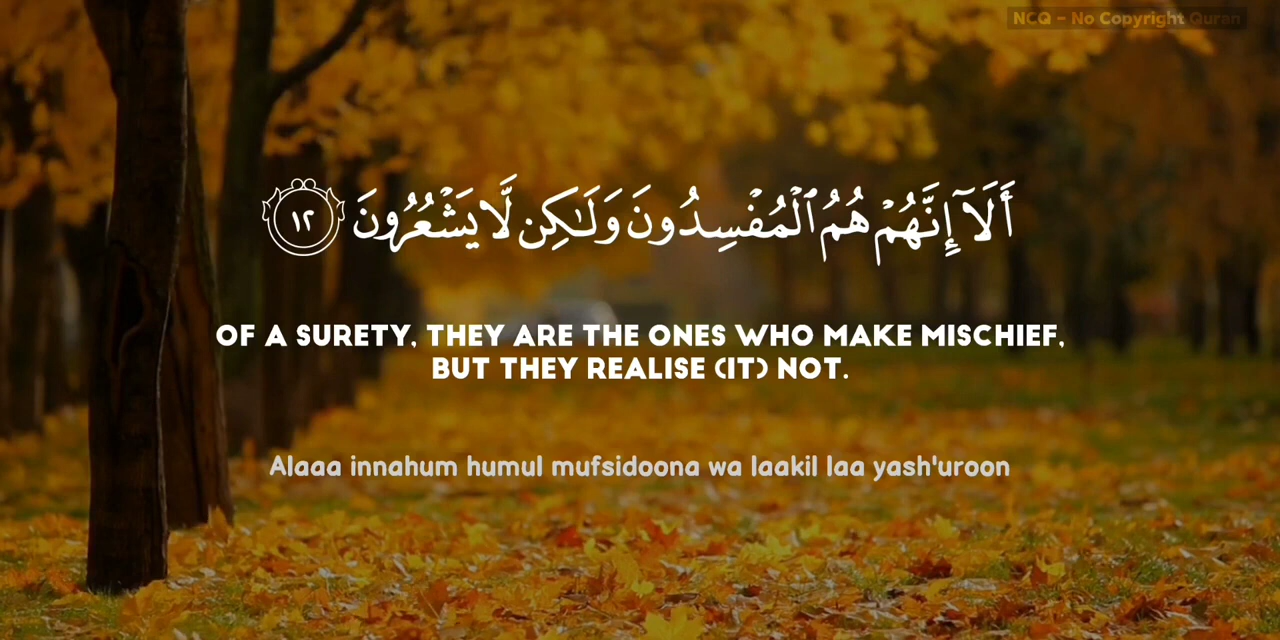 NCQ - No Copyright Quran
أَلَآ إِنَّهُمْ هُمُ ٱلْمُفْسِدُونَ وَلَـٰكِن لَّا يَشْعُرُونَ ١٢
OF A SURETY, THEY ARE THE ONES WHO MAKE MISCHIEF,
BUT THEY REALISE (IT) NOT.
Alaaa innahum humul mufsidoona wa laakil laa yash'uroon